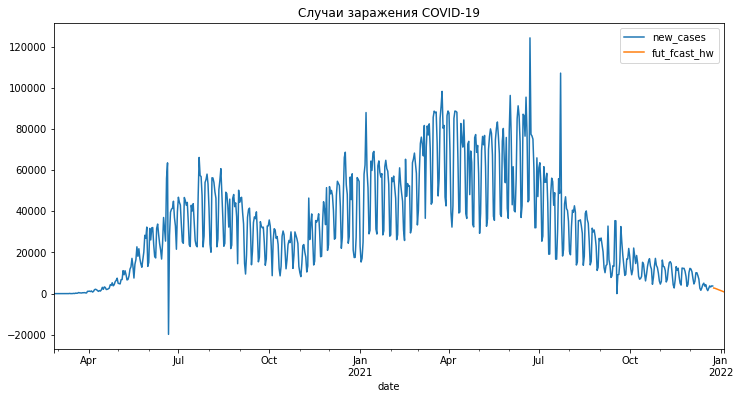 Случаи заражения COVID-19
new_cases
fut_fcast_hw
120000
100000
80000
60000
40000
20000
0
−20000
Apr
Jul
Oct
Jan
2021
Apr
Jul
Oct
Jan
2022
date